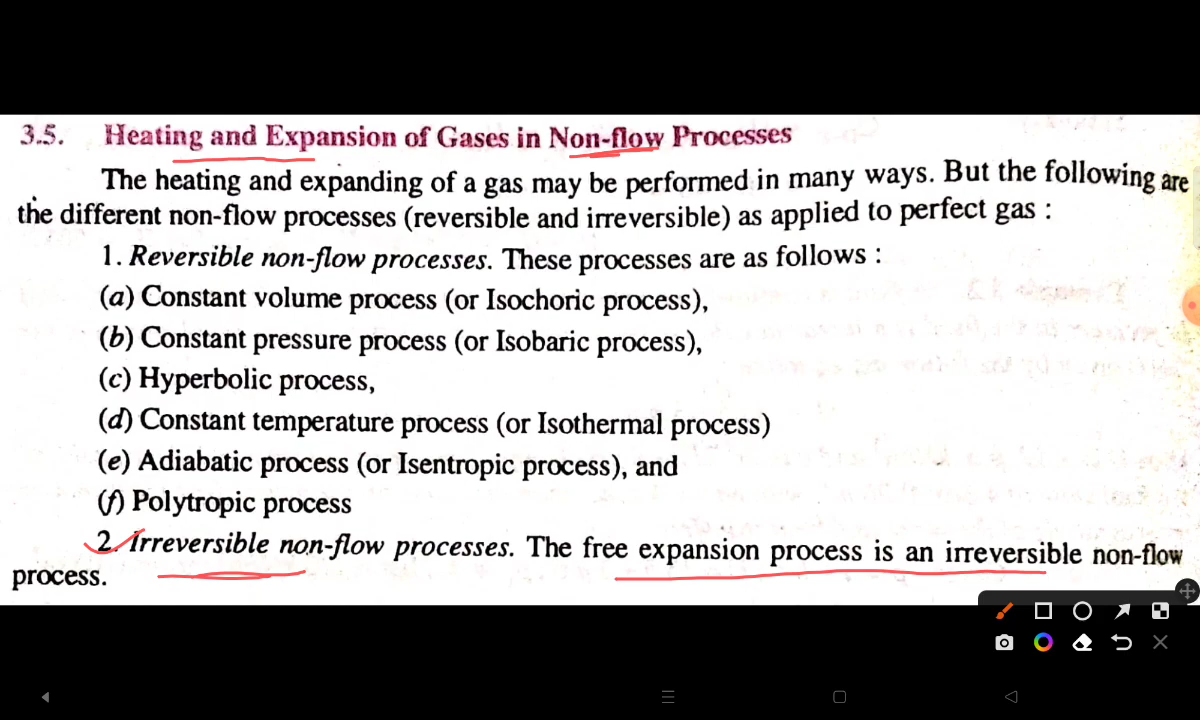 3.5. Heating and Expansion of Gases in Non-flow Processes
The heating and expanding of a gas may be performed in many ways. But the following are
the different non-flow processes (reversible and irreversible) as applied to perfect gas :
1. Reversible non-flow processes. These processes are as follows :
(a) Constant volume process (or Isochoric process),
(b) Constant pressure process (or Isobaric process),
(c) Hyperbolic process,
(d) Constant temperature process (or Isothermal process)
(e) Adiabatic process (or Isentropic process), and
(f) Polytropic process
2. Irreversible non-flow processes. The free expansion process is an irreversible non-flow
process.